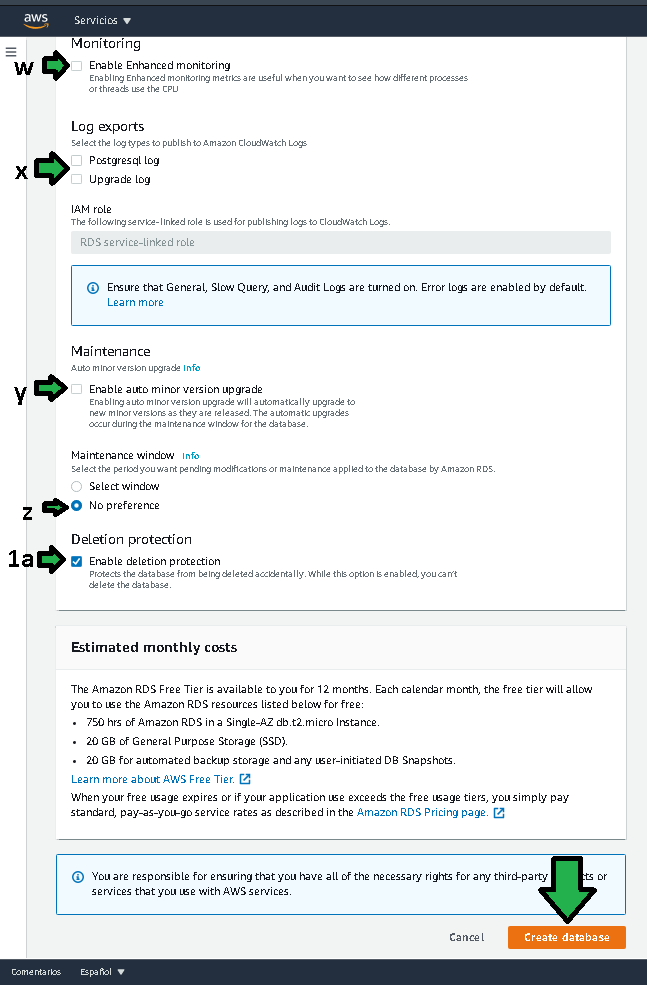 aws
Servicios ▼
Monitoring
w
Enable Enhanced monitoring
Enabling Enhanced monitoring metrics are useful when you want to see how different processes
or threads use the CPU
Log exports
Select the log types to publish to Amazon CloudWatch Logs
x
Postgresql log
Upgrade log
IAM role
The following service-linked role is used for publishing logs to CloudWatch Logs.
RDS service-linked role
Ensure that General, Slow Query, and Audit Logs are turned on. Error logs are enabled by default.
Learn more
Maintenance
Auto minor version upgrade Info
y
Enable auto minor version upgrade
Enabling auto minor version upgrade will automatically upgrade to
new minor versions as they are released. The automatic upgrades
occur during the maintenance window for the database.
Maintenance window Info
Select the period you want pending modifications or maintenance applied to the database by Amazon RDS.
Select window
z
No preference
Deletion protection
1a
Enable deletion protection
Protects the database from being deleted accidentally. While this option is enabled, you can't
delete the database.
Estimated monthly costs
The Amazon RDS Free Tier is available to you for 12 months. Each calendar month, the free tier will allow
you to use the Amazon RDS resources listed below for free:
• 750 hrs of Amazon RDS in a Single-AZ db.t2.micro Instance.
• 20 GB of General Purpose Storage (SSD).
• 20 GB for automated backup storage and any user-initiated DB Snapshots.
Learn more about AWS Free Tier.
When your free usage expires or if your application use exceeds the free usage tiers, you simply pay
standard, pay-as-you-go service rates as described in the Amazon RDS Pricing page.
You are responsible for ensuring that you have all of the necessary rights for any third-party or
services that you use with AWS services.
Cancel
Create database
Comentarios
Español ▼